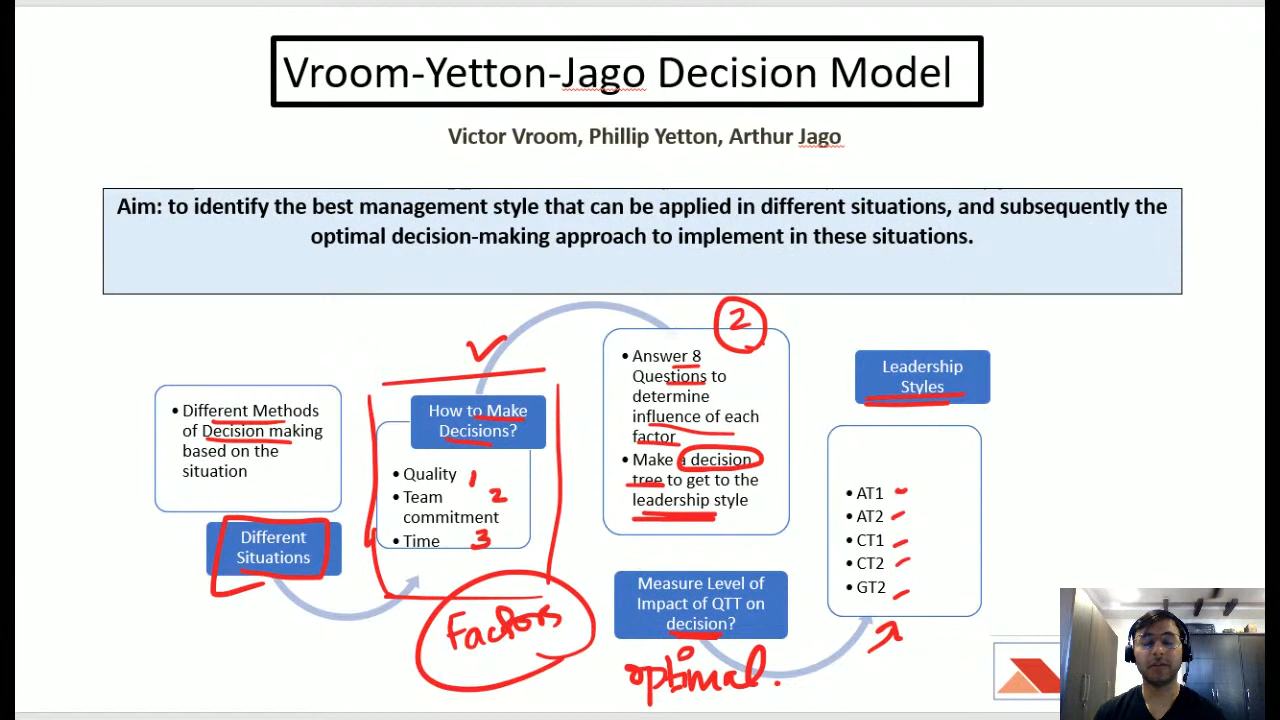 Vroom-Yetton-Jago Decision Model
Victor Vroom, Phillip Yetton, Arthur Jago
Aim: to identify the best management style that can be applied in different situations, and subsequently the
optimal decision-making approach to implement in these situations.
• Different Methods
of Decision making
based on the
situation
Different
Situations
How to Make
Decisions?
• Quality 1
• Team 2
commitment
• Time 3
Factors
2
• Answer 8
Questions to
determine
influence of each
factor
• Make a decision
tree to get to the
leadership style
Measure Level of
Impact of QTT on
decision?
optimal.
Leadership
Styles
• AT1
• AT2
• CT1
• CT2
• GT2